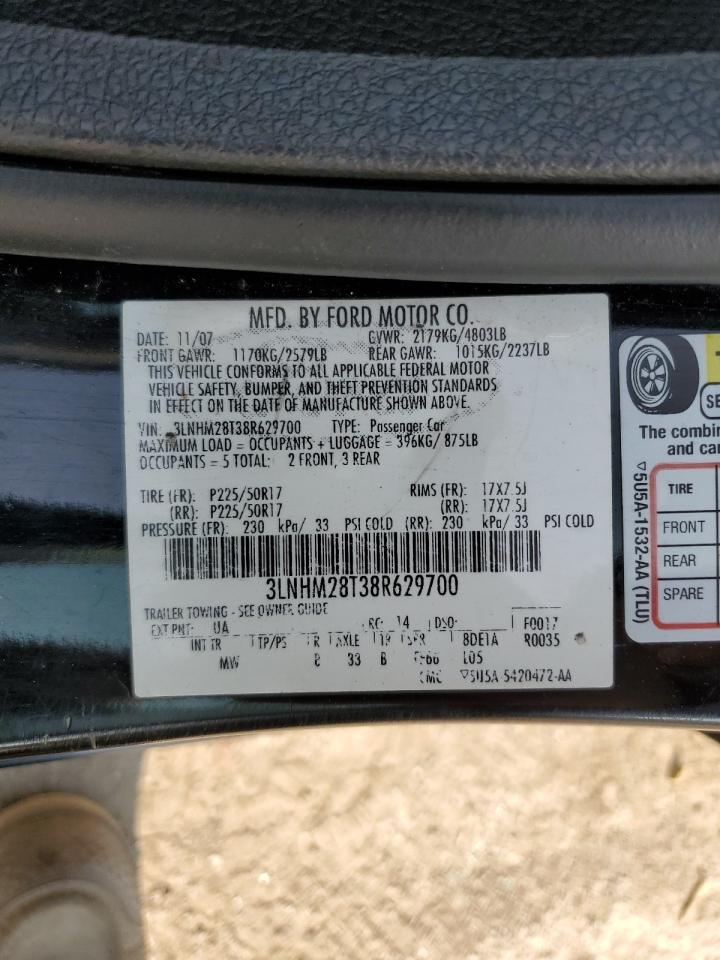 MFD. BY FORD MOTOR CO.
DATE: 11/07 GVWR: 2179KG/4803LB
FRONT GAWR: 1170KG/2579LB REAR GAWR: 1015KG/2237LB
THIS VEHICLE CONFORMS TO ALL APPLICABLE FEDERAL MOTOR
VEHICLE SAFETY, BUMPER, AND THEFT PREVENTION STANDARDS
IN EFFECT ON THE DATE OF MANUFACTURE SHOWN ABOVE.
VIN: 3LNHM28T38R629700 TYPE: Passenger Car
MAXIMUM LOAD = OCCUPANTS + LUGGAGE = 396KG/ 875LB
OCCUPANTS = 5 TOTAL: 2 FRONT, 3 REAR
TIRE (FR): P225/50R17 RIMS (FR): 17X7.5J
(RR): P225/50R17 (RR): 17X7.5J
PRESSURE (FR): 230 kPa/ 33 PSI COLD (RR): 230 kPa/ 33 PSI COLD
3LNHM28T38R629700
TRAILER TOWING - SEE OWNER GUIDE
EXT PNT: UA RC: 14 DSO: F0017
INT TR TP/PS R AXLE TR SPR 8DE1A R0035
MW 8 33 B
5U5A-5420472-AA
The combin
and car
TIRE
FRONT
REAR
SPARE
5U5A-1532-AA (TLU)